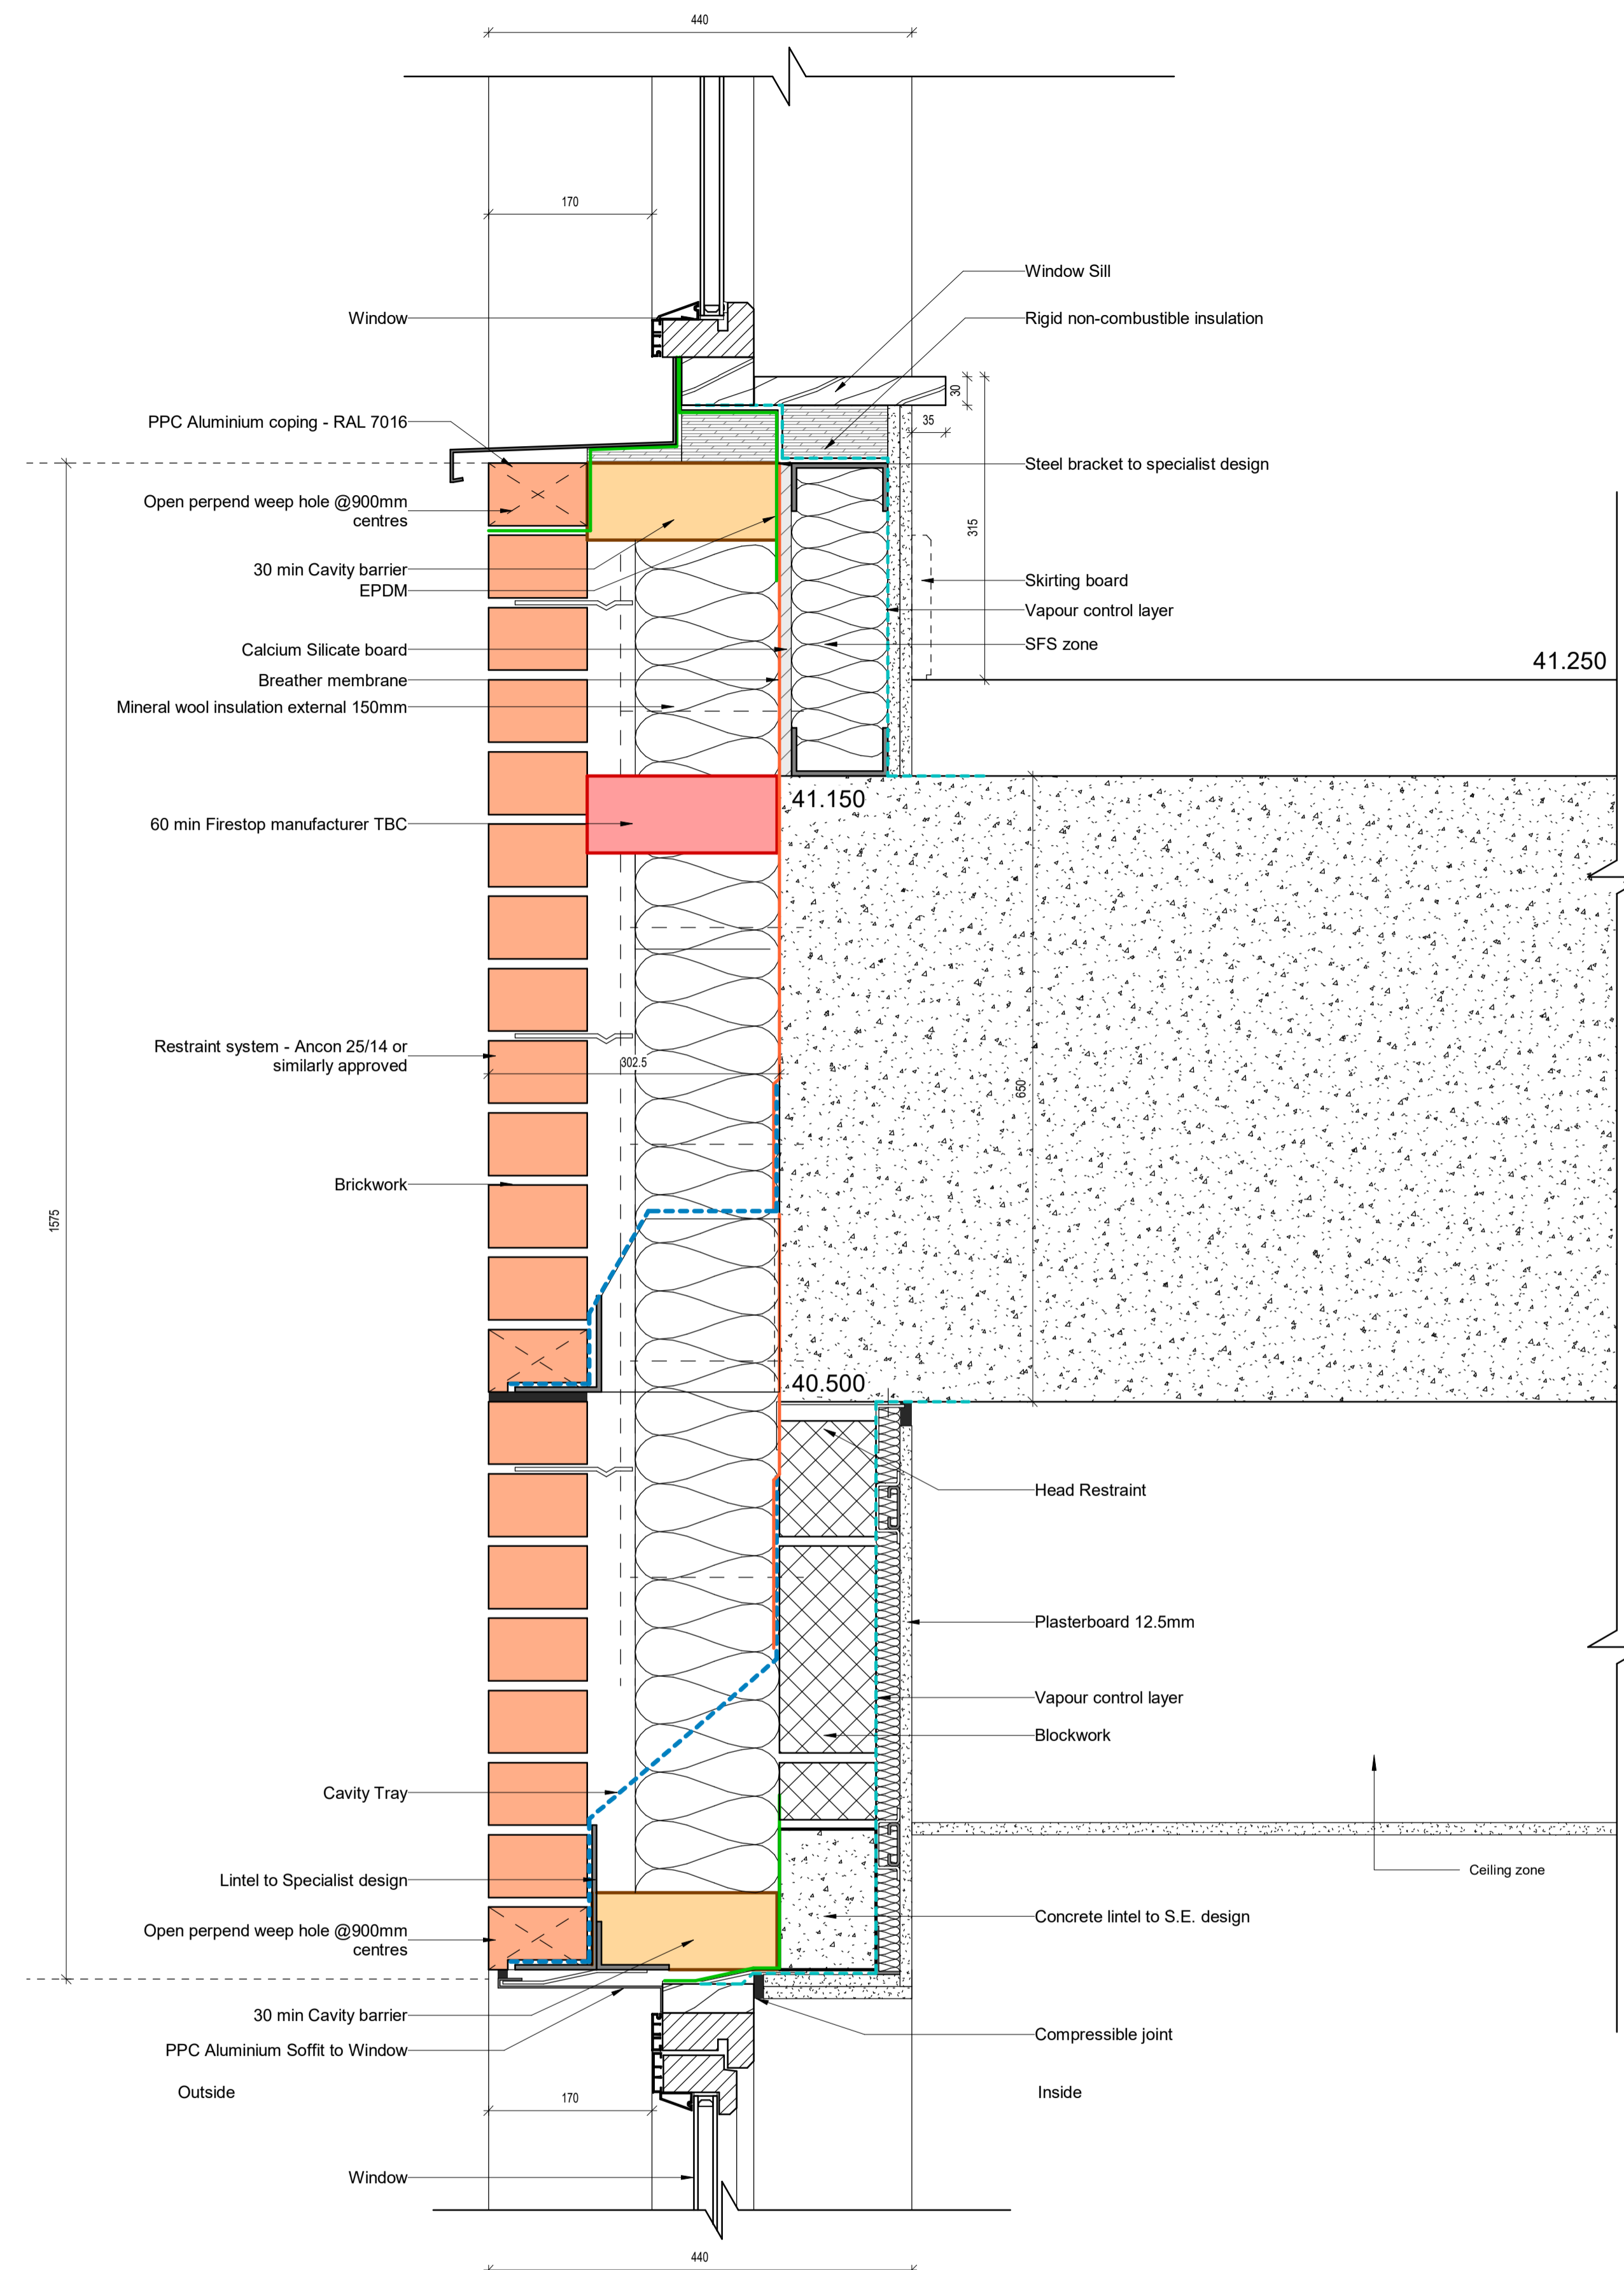 440
170
Window Sill
Window
Rigid non-combustible insulation
30
PPC Aluminium coping - RAL 7016
35
Steel bracket to specialist design
Open perpend weep hole @900mm
centres
315
30 min Cavity barrier
EPDM
Skirting board
Vapour control layer
Calcium Silicate board
SFS zone
41.250
Breather membrane
Mineral wool insulation external 150mm
41.150
60 min Firestop manufacturer TBC
Restraint system - Ancon 25/14 or
similarly approved
302.5
650
Brickwork
1575
40.500
Head Restraint
Plasterboard 12.5mm
Vapour control layer
Blockwork
Cavity Tray
Ceiling zone
Lintel to Specialist design
Concrete lintel to S.E. design
Open perpend weep hole @900mm
centres
30 min Cavity barrier
Compressible joint
PPC Aluminium Soffit to Window
Outside
Inside
170
Window
440